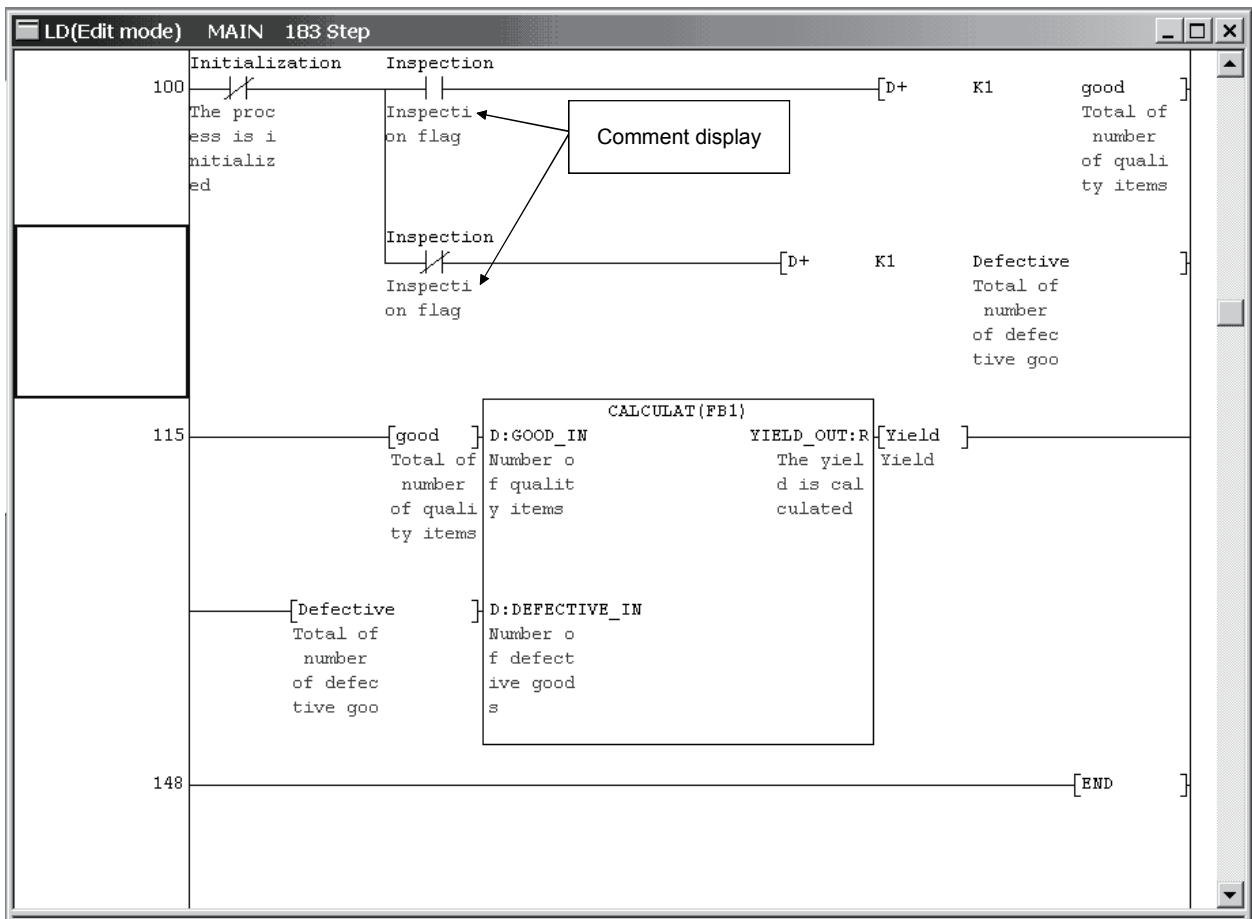 LD(Edit mode) MAIN 183 Step
Initialization Inspection
100 D+ K1 good
The proc Inspecti Total of
ess is i on flag number
nitializ of quali
ed ty items
Comment display
Inspection
D+ K1 Defective
Inspecti Total of
on flag number
of defec
tive goo
CALCULAT(FB1)
115 [good ] D:GOOD_IN YIELD_OUT:R [Yield ]
Total of Number o The yiel Yield
number f qualit d is cal
of quali y items culated
ty items
[Defective ] D:DEFECTIVE_IN
Total of Number o
number f defect
of defec ive good
tive goo s
148 [END ]